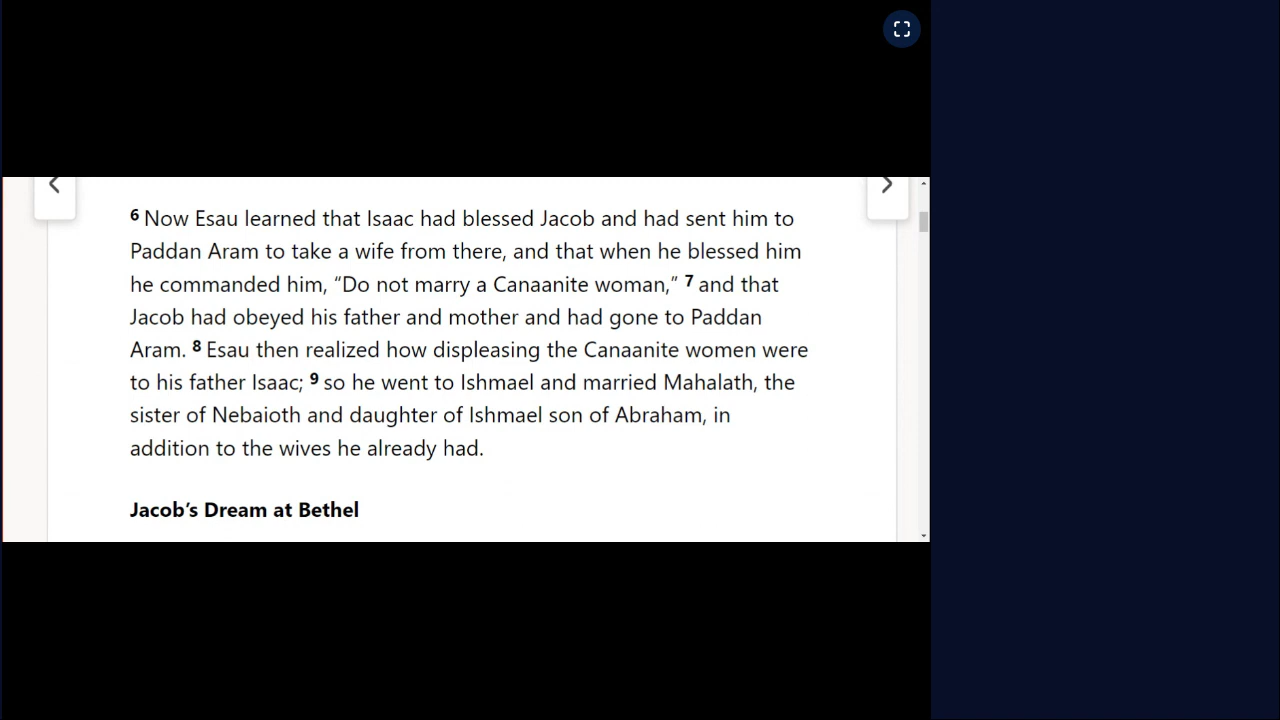 6 Now Esau learned that Isaac had blessed Jacob and had sent him to
Paddan Aram to take a wife from there, and that when he blessed him
he commanded him, “Do not marry a Canaanite woman,” 7 and that
Jacob had obeyed his father and mother and had gone to Paddan
Aram. 8 Esau then realized how displeasing the Canaanite women were
to his father Isaac; 9 so he went to Ishmael and married Mahalath, the
sister of Nebaioth and daughter of Ishmael son of Abraham, in
addition to the wives he already had.
Jacob’s Dream at Bethel